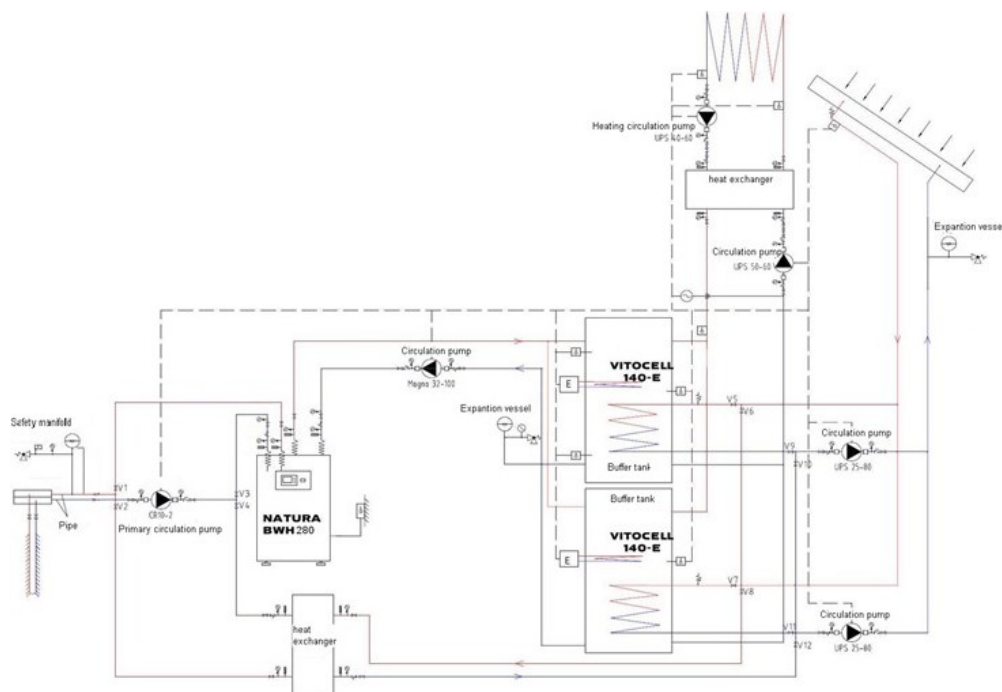 Heating circulation pump
UPS 40-60
heat exchanger
Circulation pump
UPS 50-60
Expantion vesse
Circulation pump
Magna 32-100
VITOCELL
140-E
E
Buffer tank
Expantion vessel
V5
V6
V9
V10
Circulation pump
UPS 25-80
Safety manifold
V1
V2
Pipe
CR10-2
Primary circulation pump
V3
V4
NATURA
BWH 280
Buffer tank
VITOCELL
140-E
E
V7
V8
V11
V12
Circulation pump
UPS 25-80
heat
exchanger